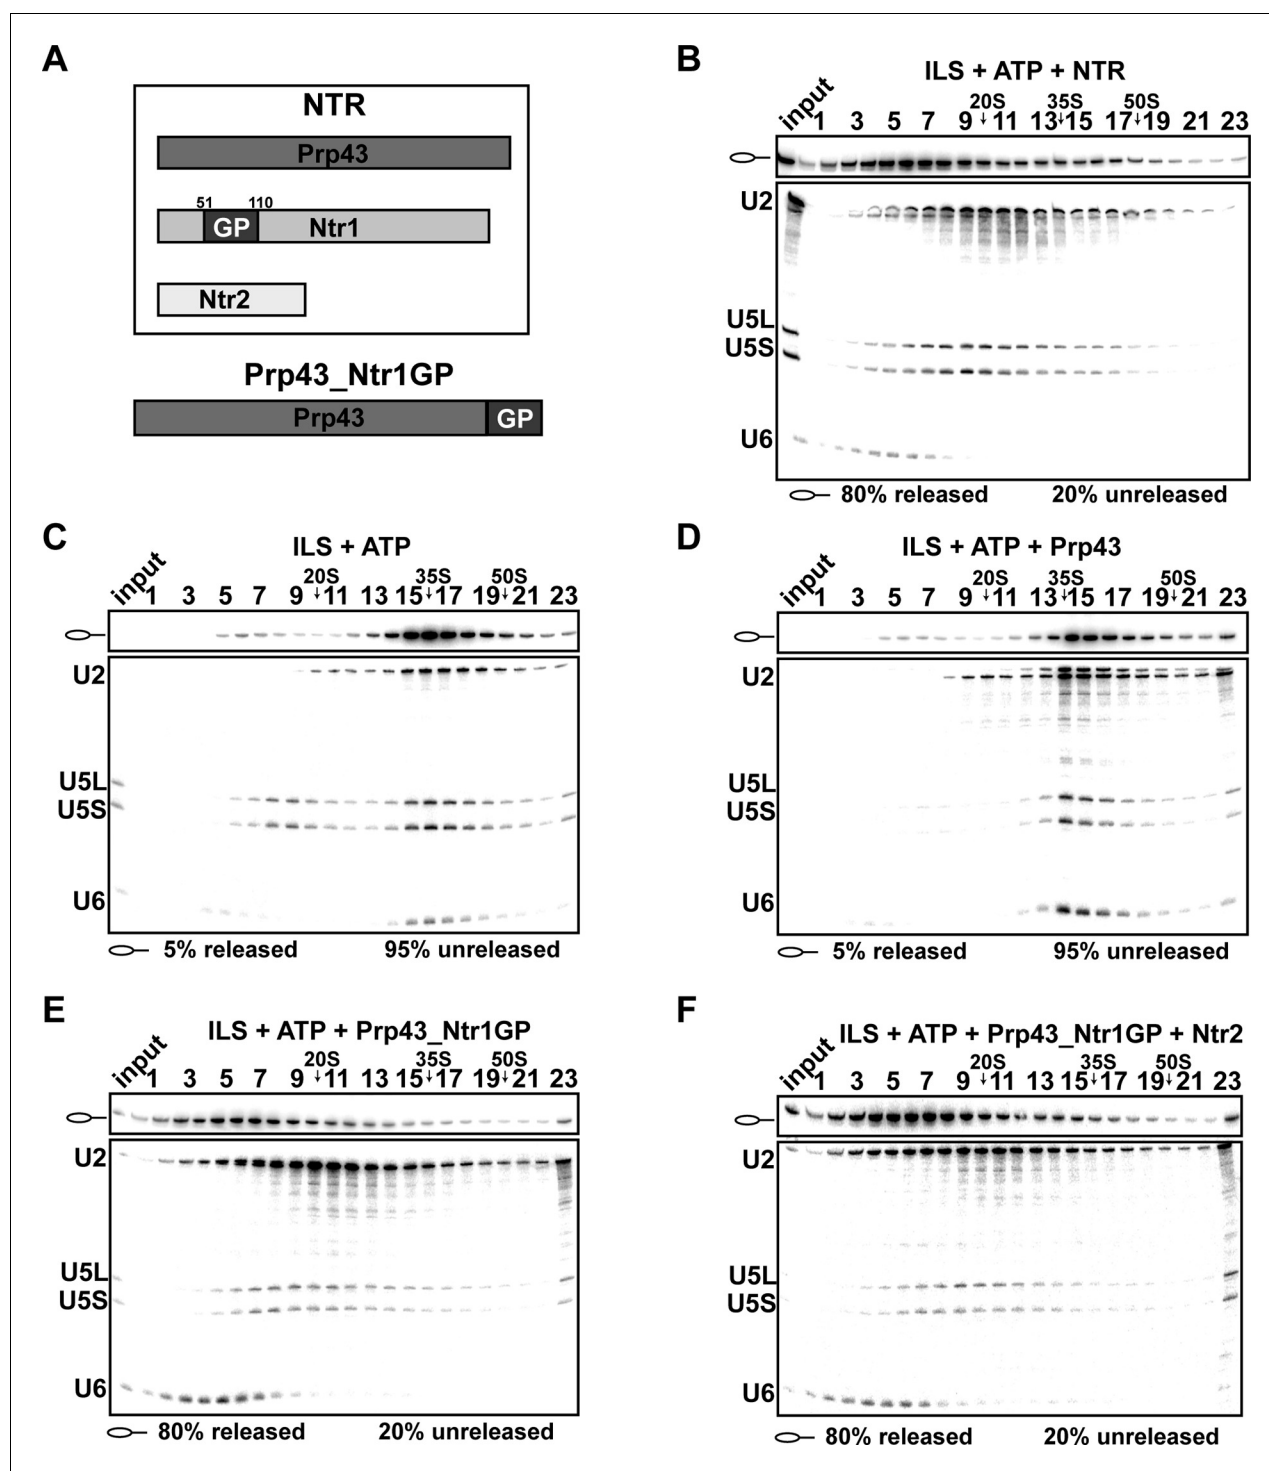 A
NTR
Prp43
51 110
GP Ntr1
Ntr2
Prp43_Ntr1GP
Prp43 GP
B
ILS + ATP + NTR
20S 35S 50S
input 1 3 5 7 9 11 13 15 17 19 21 23
U2
U5L
U5S
U6
80% released 20% unreleased
C
ILS + ATP
20S 35S 50S
input 1 3 5 7 9 11 13 15 17 19 21 23
U2
U5L
U5S
U6
5% released 95% unreleased
D
ILS + ATP + Prp43
20S 35S 50S
input 1 3 5 7 9 11 13 15 17 19 21 23
U2
U5L
U5S
U6
5% released 95% unreleased
E
ILS + ATP + Prp43_Ntr1GP
20S 35S 50S
input 1 3 5 7 9 11 13 15 17 19 21 23
U2
U5L
U5S
U6
80% released 20% unreleased
F
ILS + ATP + Prp43_Ntr1GP + Ntr2
20S 35S 50S
input 1 3 5 7 9 11 13 15 17 19 21 23
U2
U5L
U5S
U6
80% released 20% unreleased